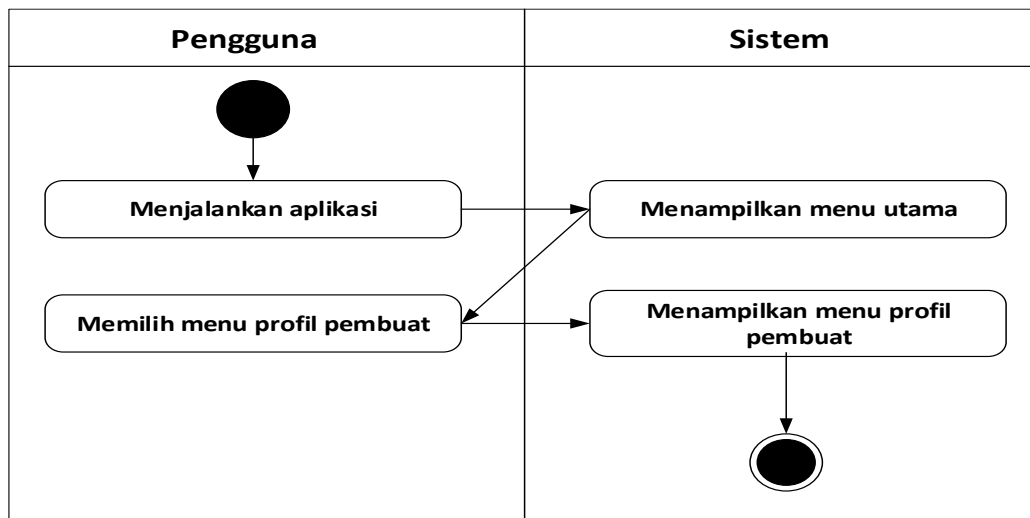 Pengguna
Sistem
Menjalankan aplikasi
Menampilkan menu utama
Memilih menu profil pembuat
Menampilkan menu profil
pembuat